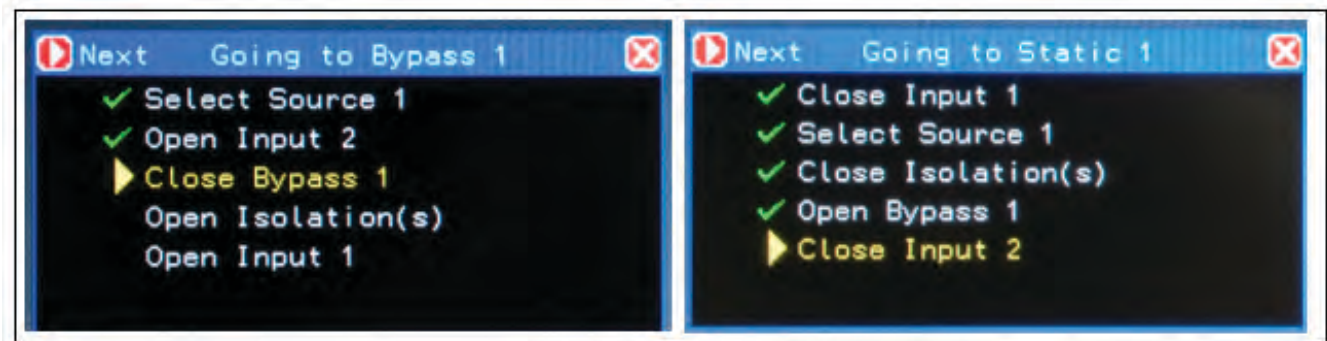 Next Going to Bypass 1
Select Source 1
Open Input 2
Close Bypass 1
Open Isolation(s)
Open Input 1
Next Going to Static 1
Close Input 1
Select Source 1
Close Isolation(s)
Open Bypass 1
Close Input 2